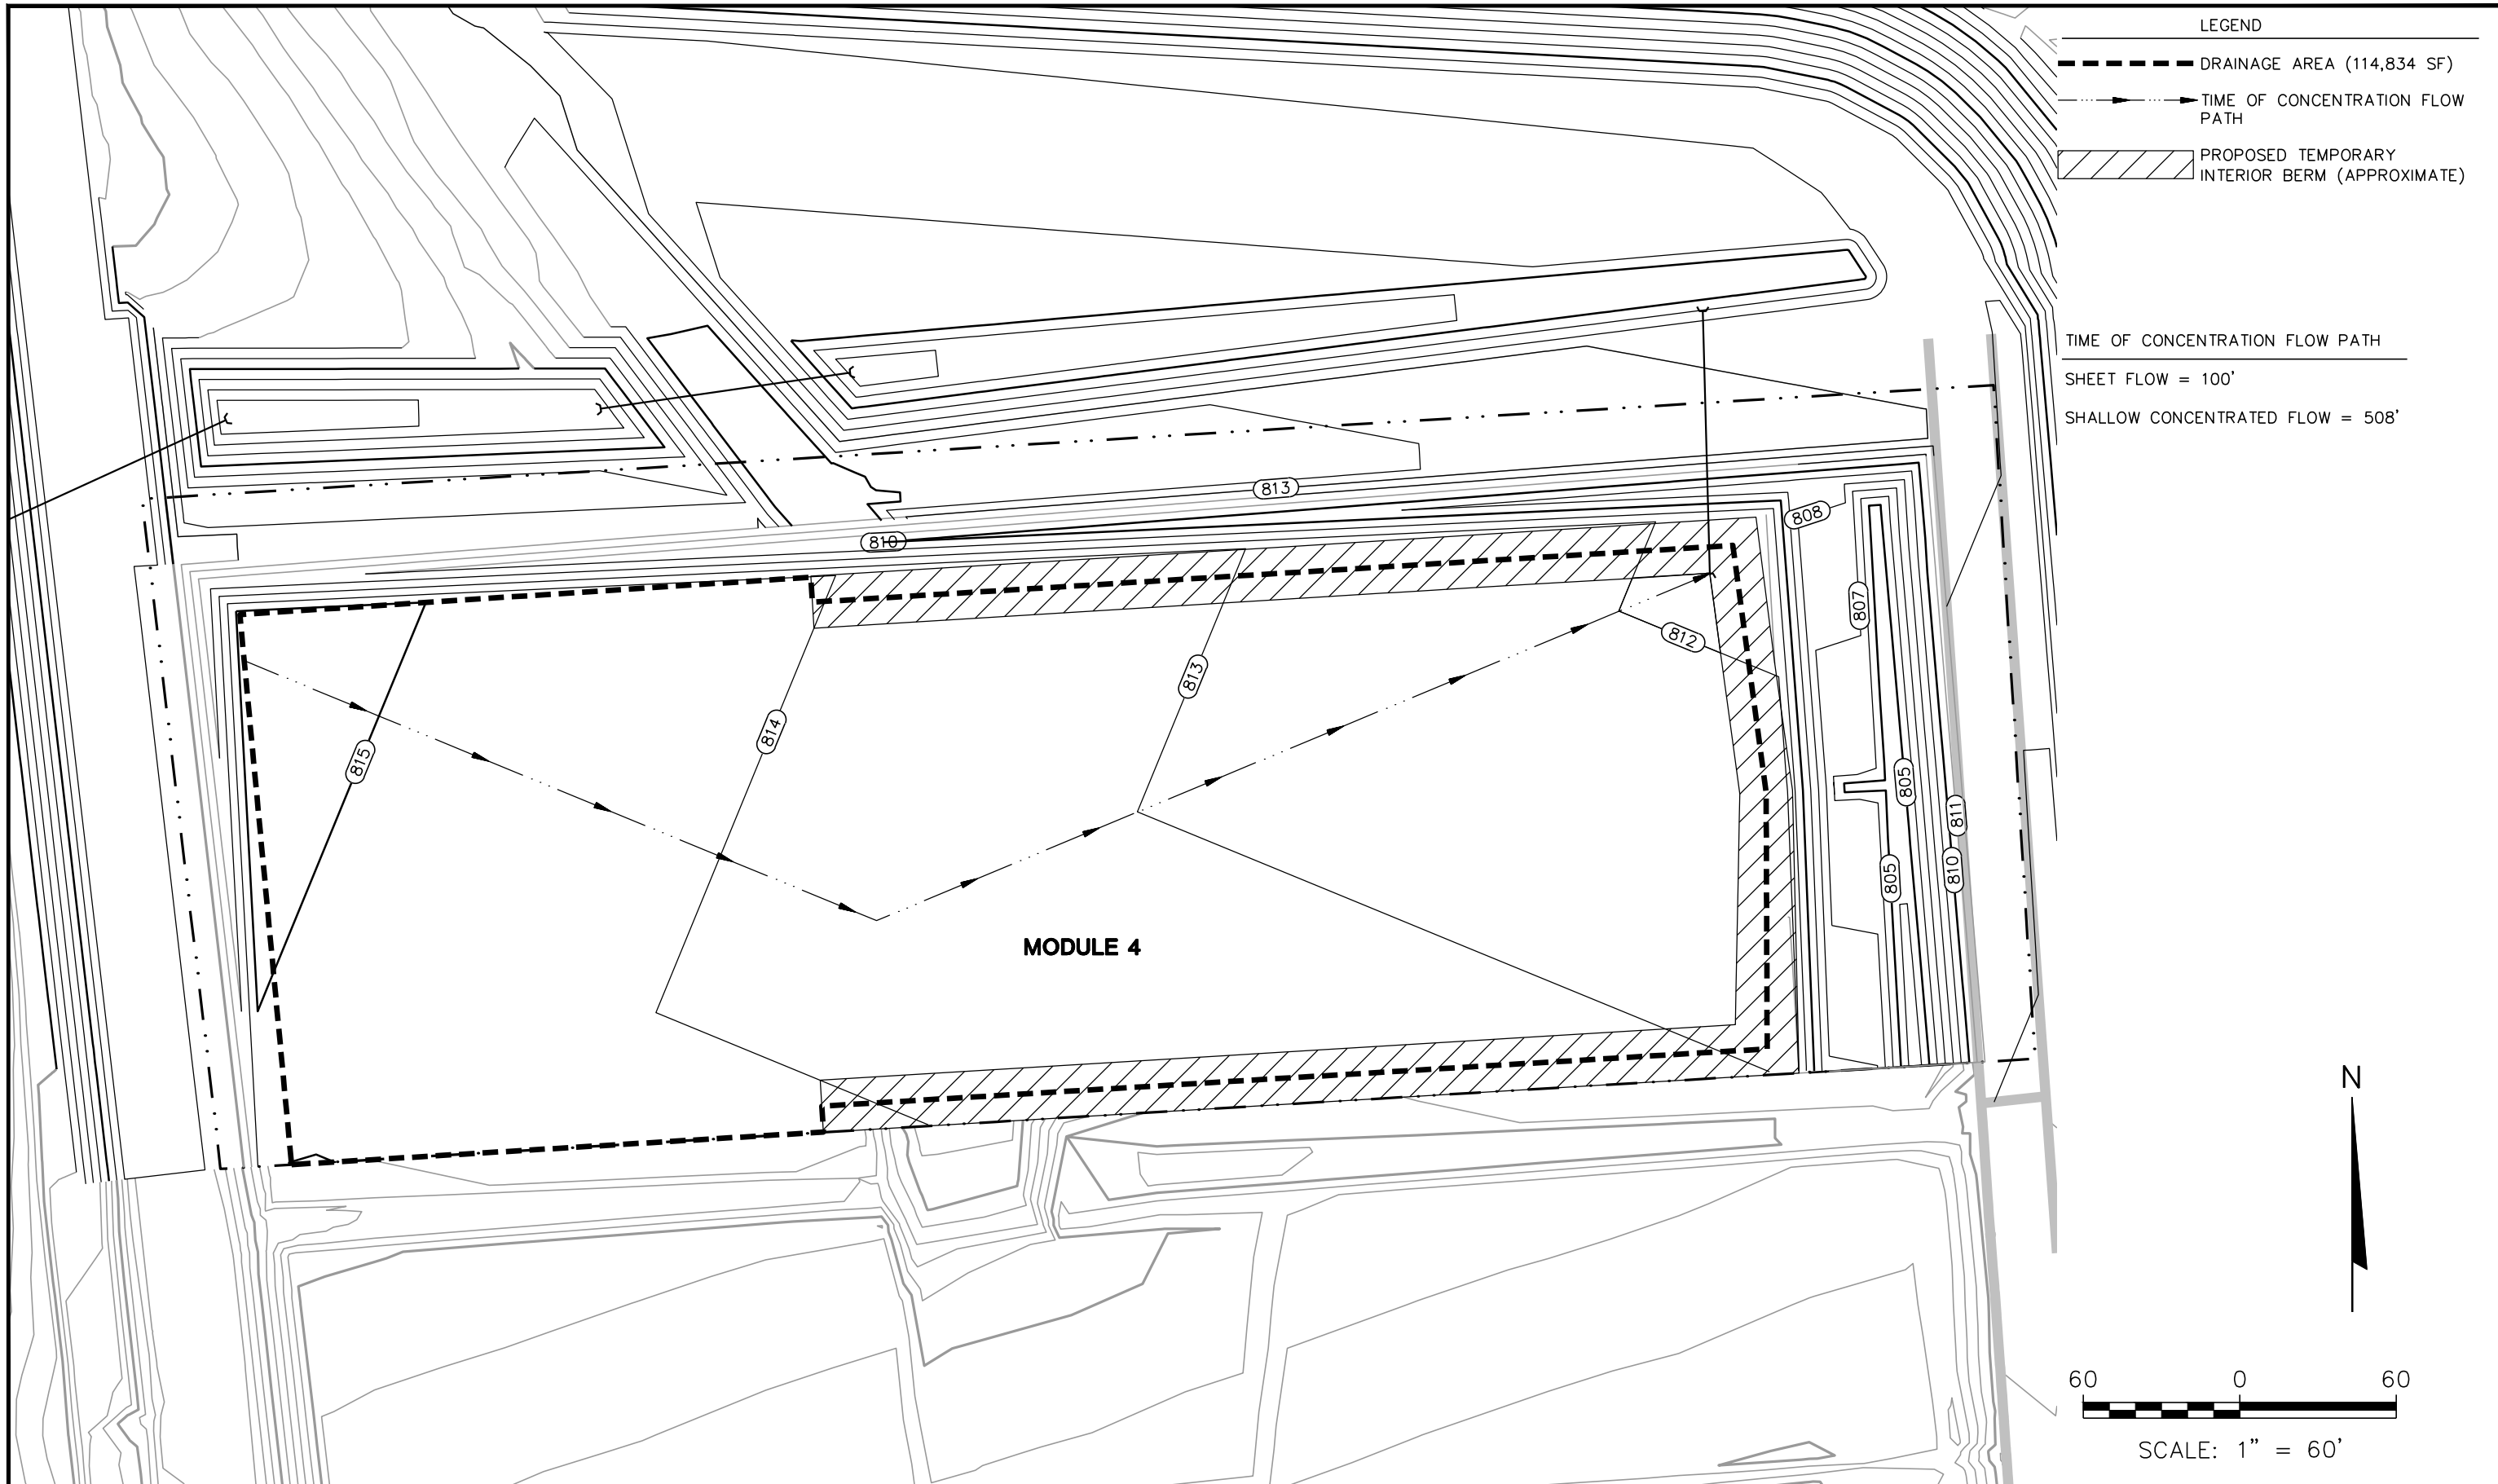 LEGEND
DRAINAGE AREA (114,834 SF)
TIME OF CONCENTRATION FLOW
PATH
PROPOSED TEMPORARY
INTERIOR BERM (APPROXIMATE)
TIME OF CONCENTRATION FLOW PATH
SHEET FLOW = 100'
SHALLOW CONCENTRATED FLOW = 508'
813
808
810
807
812
813
814
815
805
811
810
805
MODULE 4
N
60 0 60
SCALE: 1" = 60'